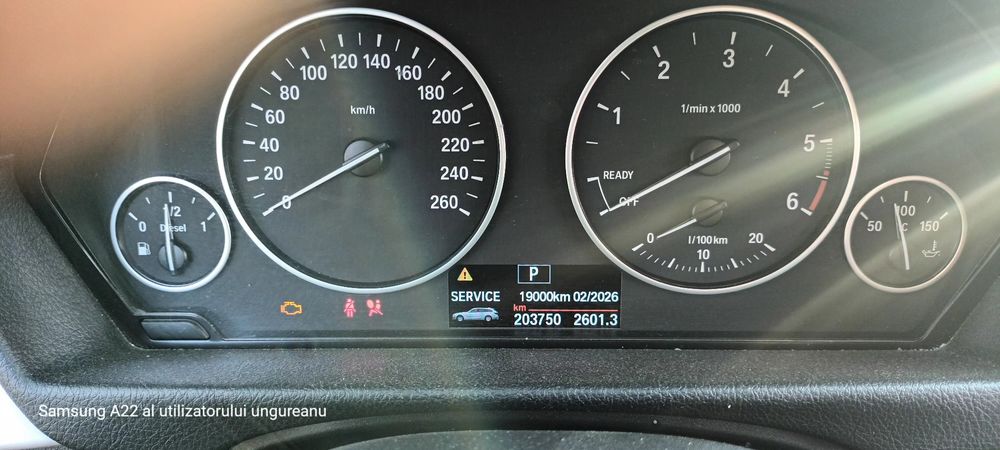 20
40
60
80
100
120
140
160
180
200
220
240
260
0
km/h
1
2
3
4
5
6
1/min x 1000
READY
OFF
0
10
20
l/100km
0
1/2
1
Diesel
50
100
150
°C
P
SERVICE 19000km 02/2026
km
203750 2601.3
Samsung A22 al utilizatorului ungureanu